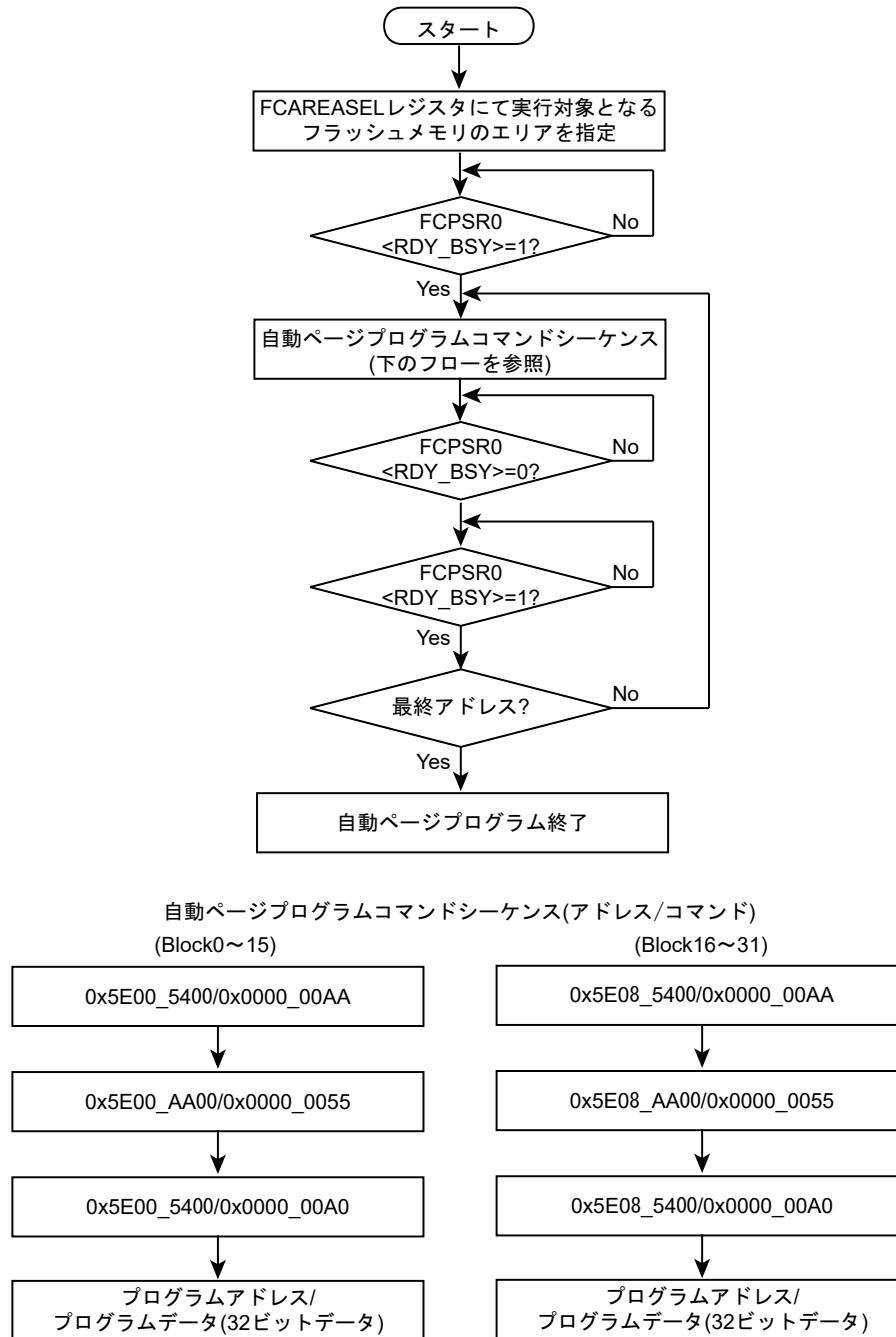 スタート
FCAREASELレジスタにて実行対象となる
フラッシュメモリのエリアを指定
FCPSR0
<RDY_BSY>=1?
No
Yes
自動ページプログラムコマンドシーケンス
(下のフローを参照)
FCPSR0
<RDY_BSY>=0?
No
FCPSR0
<RDY_BSY>=1?
No
Yes
最終アドレス?
No
Yes
自動ページプログラム終了
自動ページプログラムコマンドシーケンス(アドレス/コマンド)
(Block0〜15)
(Block16〜31)
0x5E00_5400/0x0000_00AA
0x5E08_5400/0x0000_00AA
0x5E00_AA00/0x0000_0055
0x5E08_AA00/0x0000_0055
0x5E00_5400/0x0000_00A0
0x5E08_5400/0x0000_00A0
プログラムアドレス/
プログラムデータ(32ビットデータ)
プログラムアドレス/
プログラムデータ(32ビットデータ)